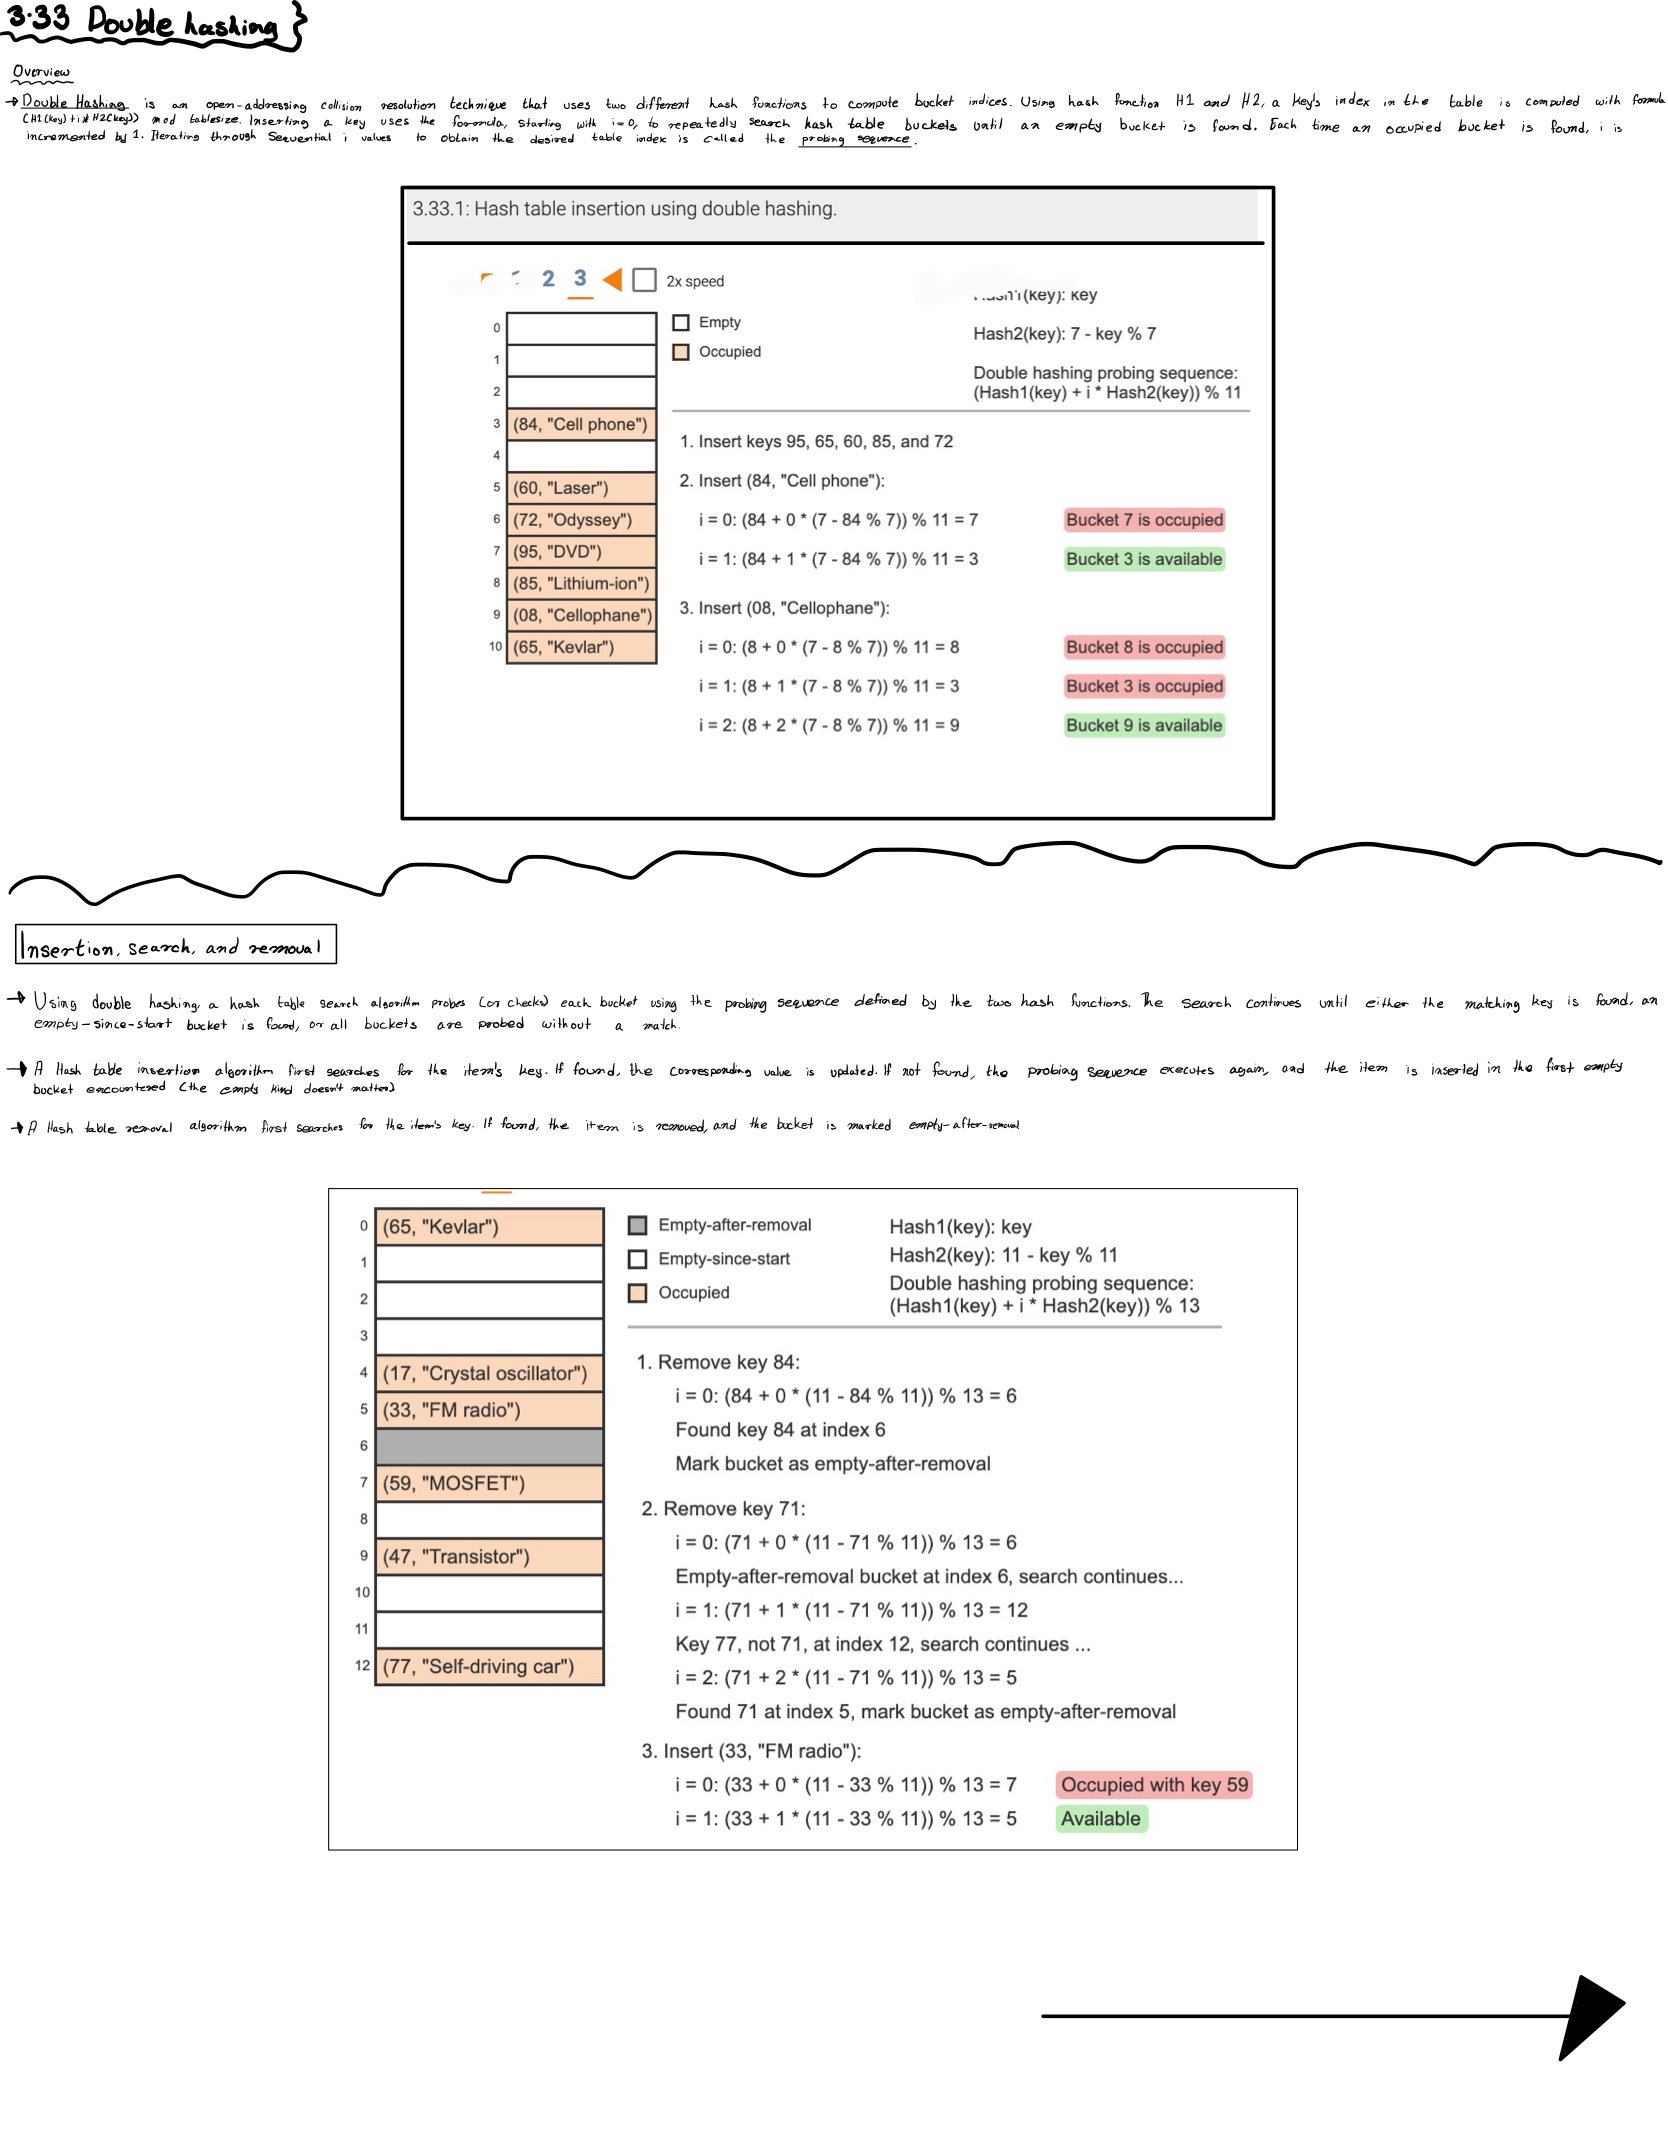 3.33 Double hashing}
Overview
→ Double Hashing is an open-addressing collision resolution technique that uses two different hash functions to compute bucket indices. Using hash function H1 and H2, a key's index in the table is computed with formula
(H1(key) + i * H2(key)) mod tablesize. Inserting a key uses the formula, starting with i=0, to repeatedly search hash table buckets until an empty bucket is found. Each time an occupied bucket is found, i is
incremented by 1. Iterating through sequential i values to obtain the desired table index is called the probing sequence.
3.33.1: Hash table insertion using double hashing.
2 3 2x speed
Hash1(key): key
Empty
Hash2(key): 7 - key % 7
Occupied
Double hashing probing sequence:
(Hash1(key) + i * Hash2(key)) % 11
0
1
2
3 (84, "Cell phone")
4
5 (60, "Laser")
6 (72, "Odyssey")
7 (95, "DVD")
8 (85, "Lithium-ion")
9 (08, "Cellophane")
10 (65, "Kevlar")
1. Insert keys 95, 65, 60, 85, and 72
2. Insert (84, "Cell phone"):
i = 0: (84 + 0 * (7 - 84 % 7)) % 11 = 7 Bucket 7 is occupied
i = 1: (84 + 1 * (7 - 84 % 7)) % 11 = 3 Bucket 3 is available
3. Insert (08, "Cellophane"):
i = 0: (8 + 0 * (7 - 8 % 7)) % 11 = 8 Bucket 8 is occupied
i = 1: (8 + 1 * (7 - 8 % 7)) % 11 = 3 Bucket 3 is occupied
i = 2: (8 + 2 * (7 - 8 % 7)) % 11 = 9 Bucket 9 is available
Insertion, search, and removal
→ Using double hashing, a hash table search algorithm probes (or checks) each bucket using the probing sequence defined by the two hash functions. The search continues until either the matching key is found, an
empty-since-start bucket is found, or all buckets are probed without a match.
→ A Hash table insertion algorithm first searches for the item's key. If found, the corresponding value is updated. If not found, the probing sequence executes again, and the item is inserted in the first empty
bucket encountered (the empty kind doesn't matter)
→ A Hash table removal algorithm first searches for the item's key. If found, the item is removed, and the bucket is marked empty-after-removal
0 (65, "Kevlar")
1
2
3
4 (17, "Crystal oscillator")
5 (33, "FM radio")
6
7 (59, "MOSFET")
8
9 (47, "Transistor")
10
11
12 (77, "Self-driving car")
Empty-after-removal
Empty-since-start
Occupied
Hash1(key): key
Hash2(key): 11 - key % 11
Double hashing probing sequence:
(Hash1(key) + i * Hash2(key)) % 13
1. Remove key 84:
i = 0: (84 + 0 * (11 - 84 % 11)) % 13 = 6
Found key 84 at index 6
Mark bucket as empty-after-removal
2. Remove key 71:
i = 0: (71 + 0 * (11 - 71 % 11)) % 13 = 6
Empty-after-removal bucket at index 6, search continues...
i = 1: (71 + 1 * (11 - 71 % 11)) % 13 = 12
Key 77, not 71, at index 12, search continues ...
i = 2: (71 + 2 * (11 - 71 % 11)) % 13 = 5
Found 71 at index 5, mark bucket as empty-after-removal
3. Insert (33, "FM radio"):
i = 0: (33 + 0 * (11 - 33 % 11)) % 13 = 7 Occupied with key 59
i = 1: (33 + 1 * (11 - 33 % 11)) % 13 = 5 Available